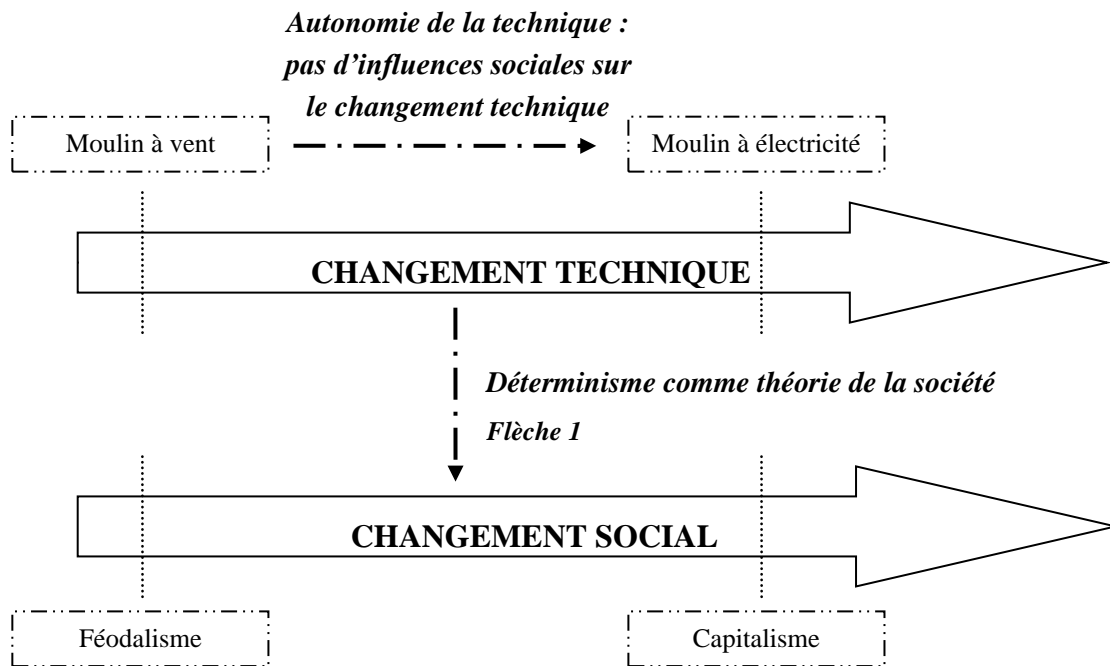 Autonomie de la technique :
pas d’influences sociales sur
le changement technique
Moulin à vent
Moulin à électricité
CHANGEMENT TECHNIQUE
Déterminisme comme théorie de la société
Flèche 1
CHANGEMENT SOCIAL
Féodalisme
Capitalisme